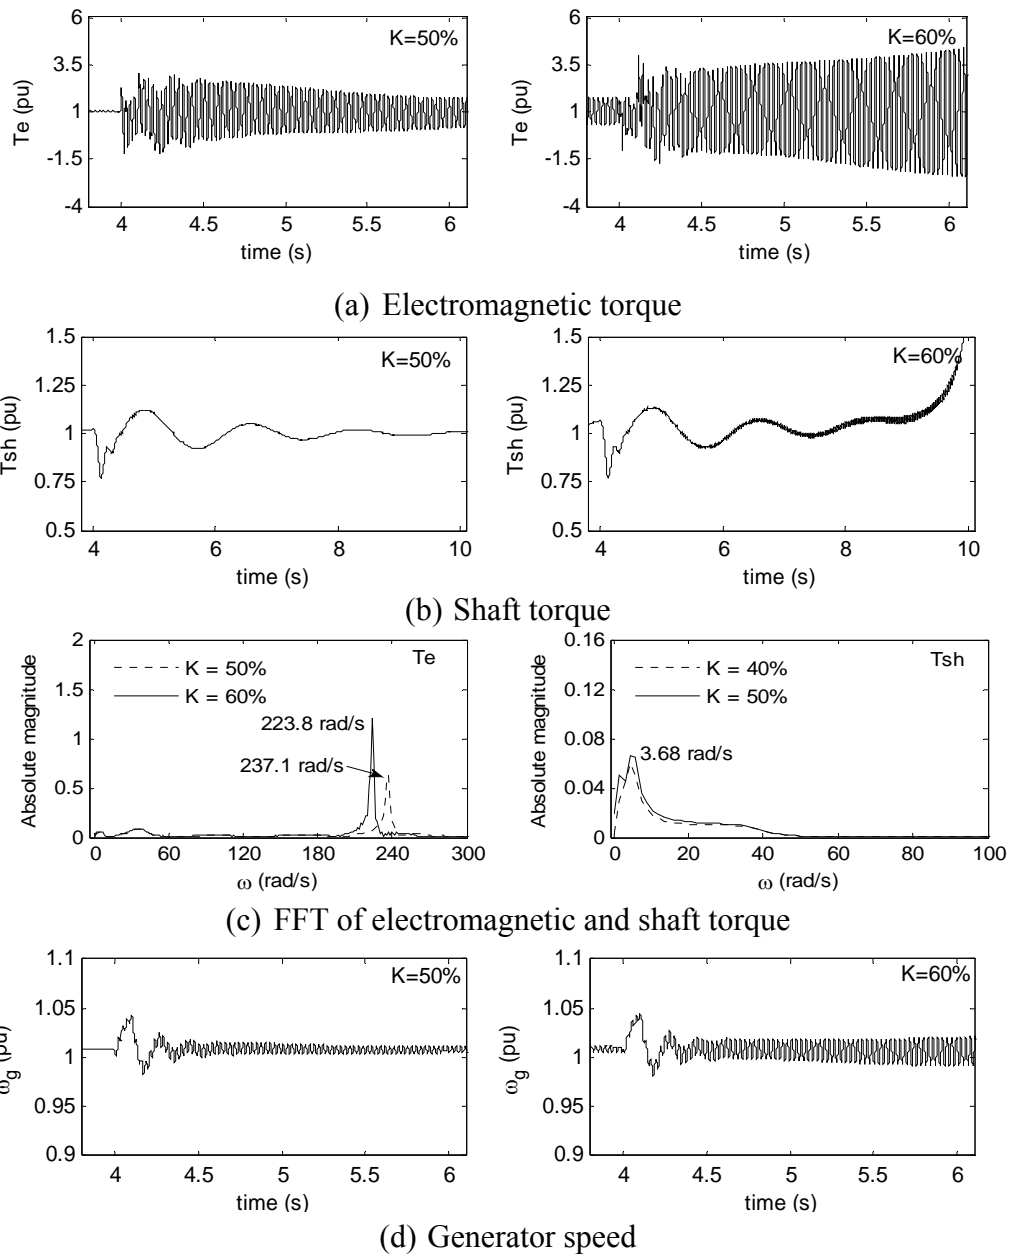 6
3.5
1
-1.5
-4
Te (pu)
K=50%
4 4.5 5 5.5 6
time (s)
6
3.5
1
-1.5
-4
Te (pu)
K=60%
4 4.5 5 5.5 6
time (s)
(a) Electromagnetic torque
1.5
1.25
1
0.75
0.5
Tsh (pu)
K=50%
4 6 8 10
time (s)
1.5
1.25
1
0.75
0.5
Tsh (pu)
K=60%
4 6 8 10
time (s)
(b) Shaft torque
2
1.5
1
0.5
0
Absolute magnitude
Te
K = 50%
K = 60%
223.8 rad/s
237.1 rad/s
0 60 120 180 240 300
ω (rad/s)
0.16
0.12
0.08
0.04
0
Absolute magnitude
Tsh
K = 40%
K = 50%
3.68 rad/s
0 20 40 60 80 100
ω (rad/s)
(c) FFT of electromagnetic and shaft torque
1.1
1.05
1
0.95
0.9
ωg (pu)
K=50%
4 4.5 5 5.5 6
time (s)
1.1
1.05
1
0.95
0.9
ωg (pu)
K=60%
4 4.5 5 5.5 6
time (s)
(d) Generator speed